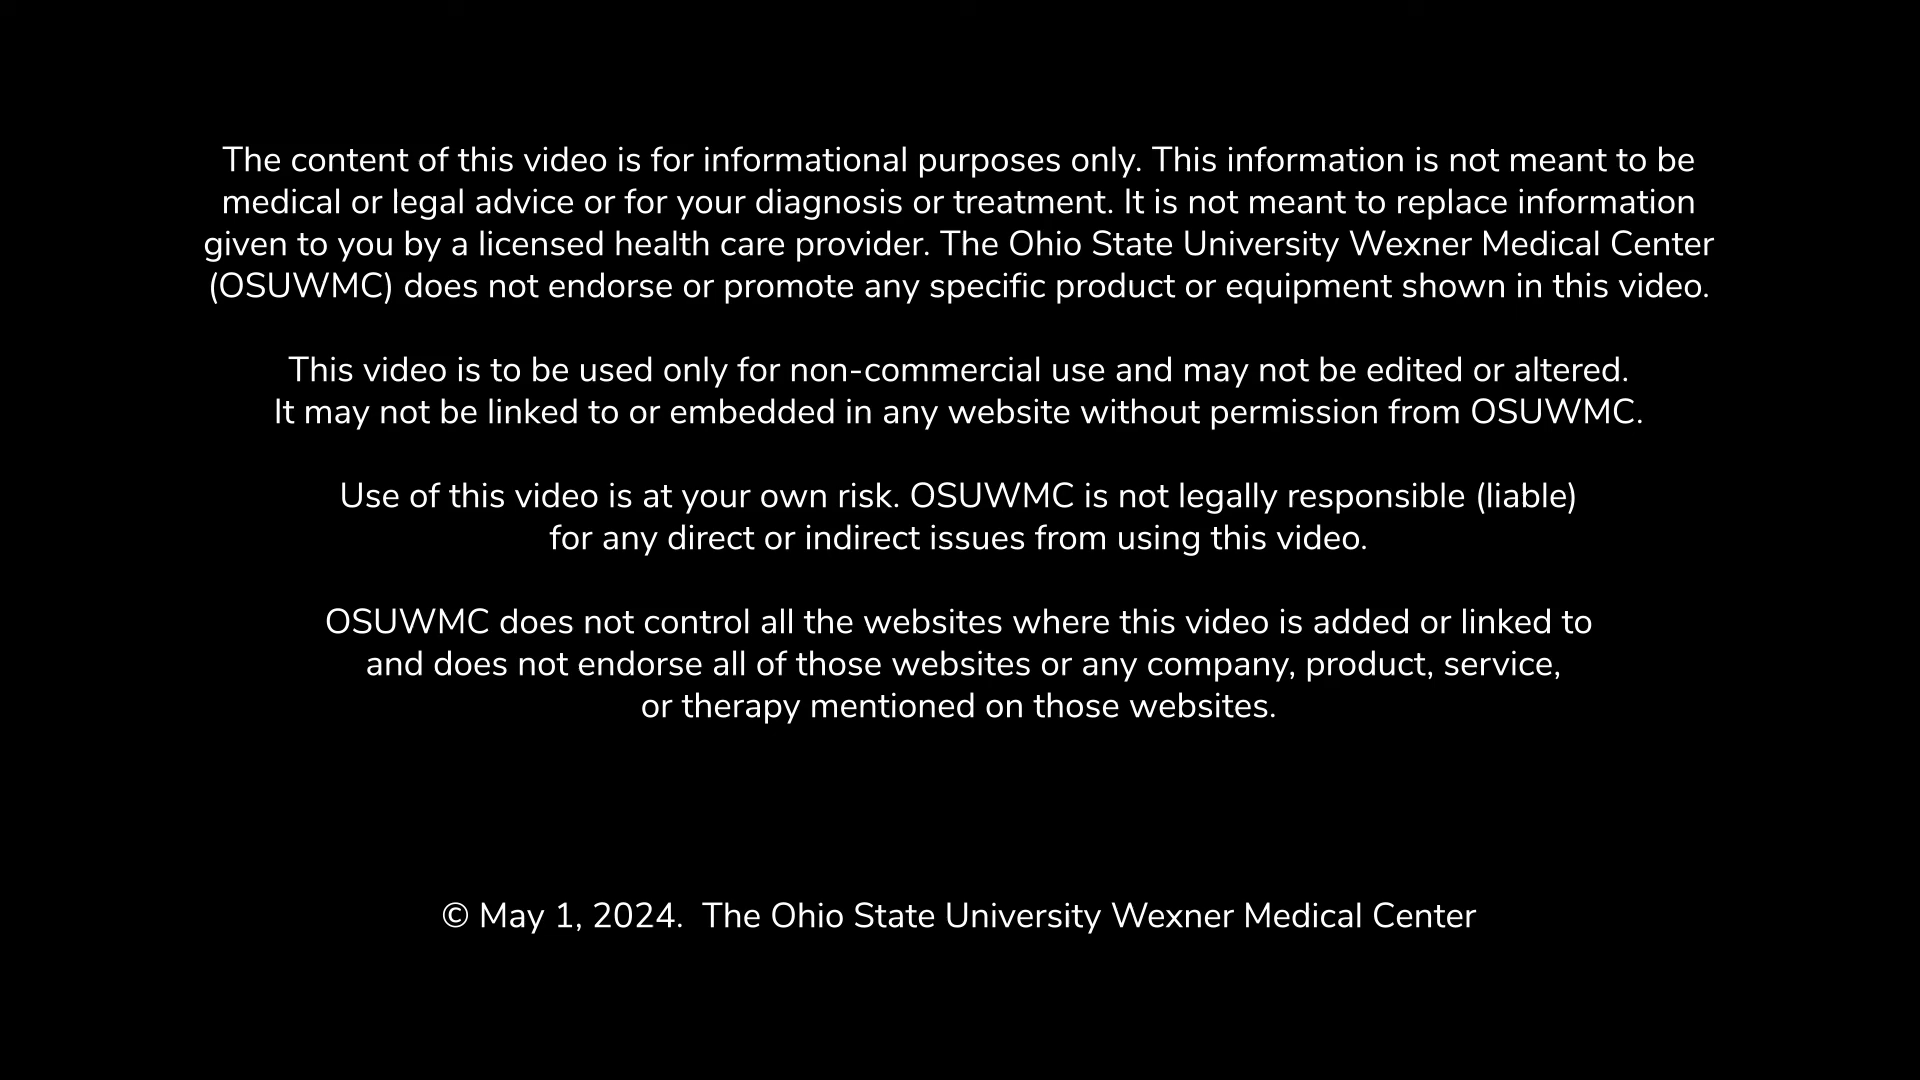 The content of this video is for informational purposes only. This information is not meant to be
medical or legal advice or for your diagnosis or treatment. It is not meant to replace information
given to you by a licensed health care provider. The Ohio State University Wexner Medical Center
(OSUWMC) does not endorse or promote any specific product or equipment shown in this video.
This video is to be used only for non-commercial use and may not be edited or altered.
It may not be linked to or embedded in any website without permission from OSUWMC.
Use of this video is at your own risk. OSUWMC is not legally responsible (liable)
for any direct or indirect issues from using this video.
OSUWMC does not control all the websites where this video is added or linked to
and does not endorse all of those websites or any company, product, service,
or therapy mentioned on those websites.
© May 1, 2024.  The Ohio State University Wexner Medical Center